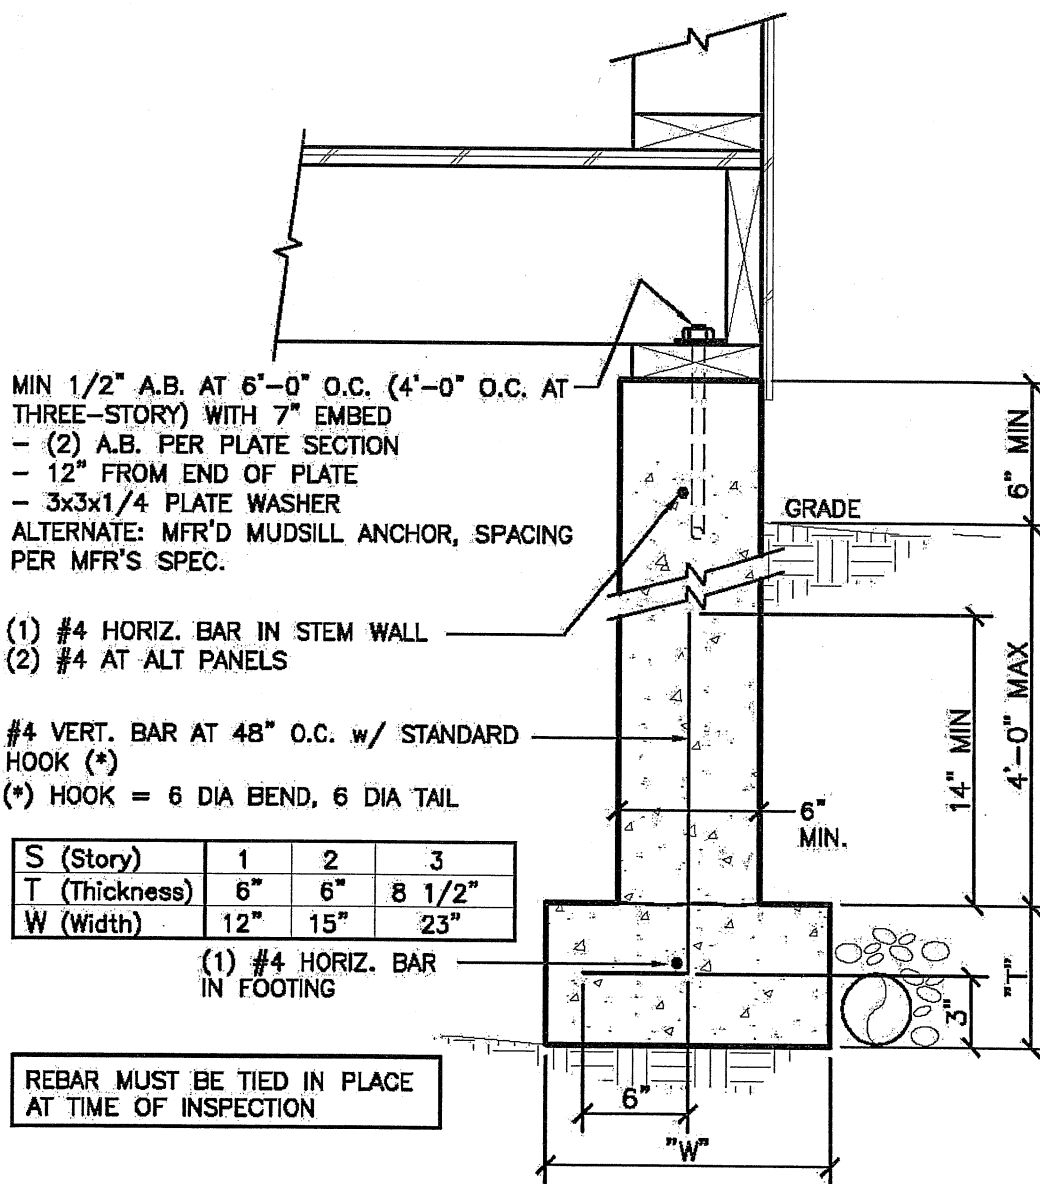 MIN 1/2" A.B. AT 6'-0" O.C. (4'-0" O.C. AT
THREE-STORY) WITH 7" EMBED
- (2) A.B. PER PLATE SECTION
- 12" FROM END OF PLATE
- 3x3x1/4 PLATE WASHER
ALTERNATE: MFR'D MUDSILL ANCHOR, SPACING
PER MFR'S SPEC.
6" MIN
GRADE
(1) #4 HORIZ. BAR IN STEM WALL
(2) #4 AT ALT PANELS
4'-0" MAX
14" MIN
#4 VERT. BAR AT 48" O.C. w/ STANDARD
HOOK (*)
(*) HOOK = 6 DIA BEND, 6 DIA TAIL
6"
MIN.
S (Story) 1 2 3
T (Thickness) 6" 6" 8 1/2"
W (Width) 12" 15" 23"
(1) #4 HORIZ. BAR
IN FOOTING
"T"
3"
REBAR MUST BE TIED IN PLACE
AT TIME OF INSPECTION
6"
"W"